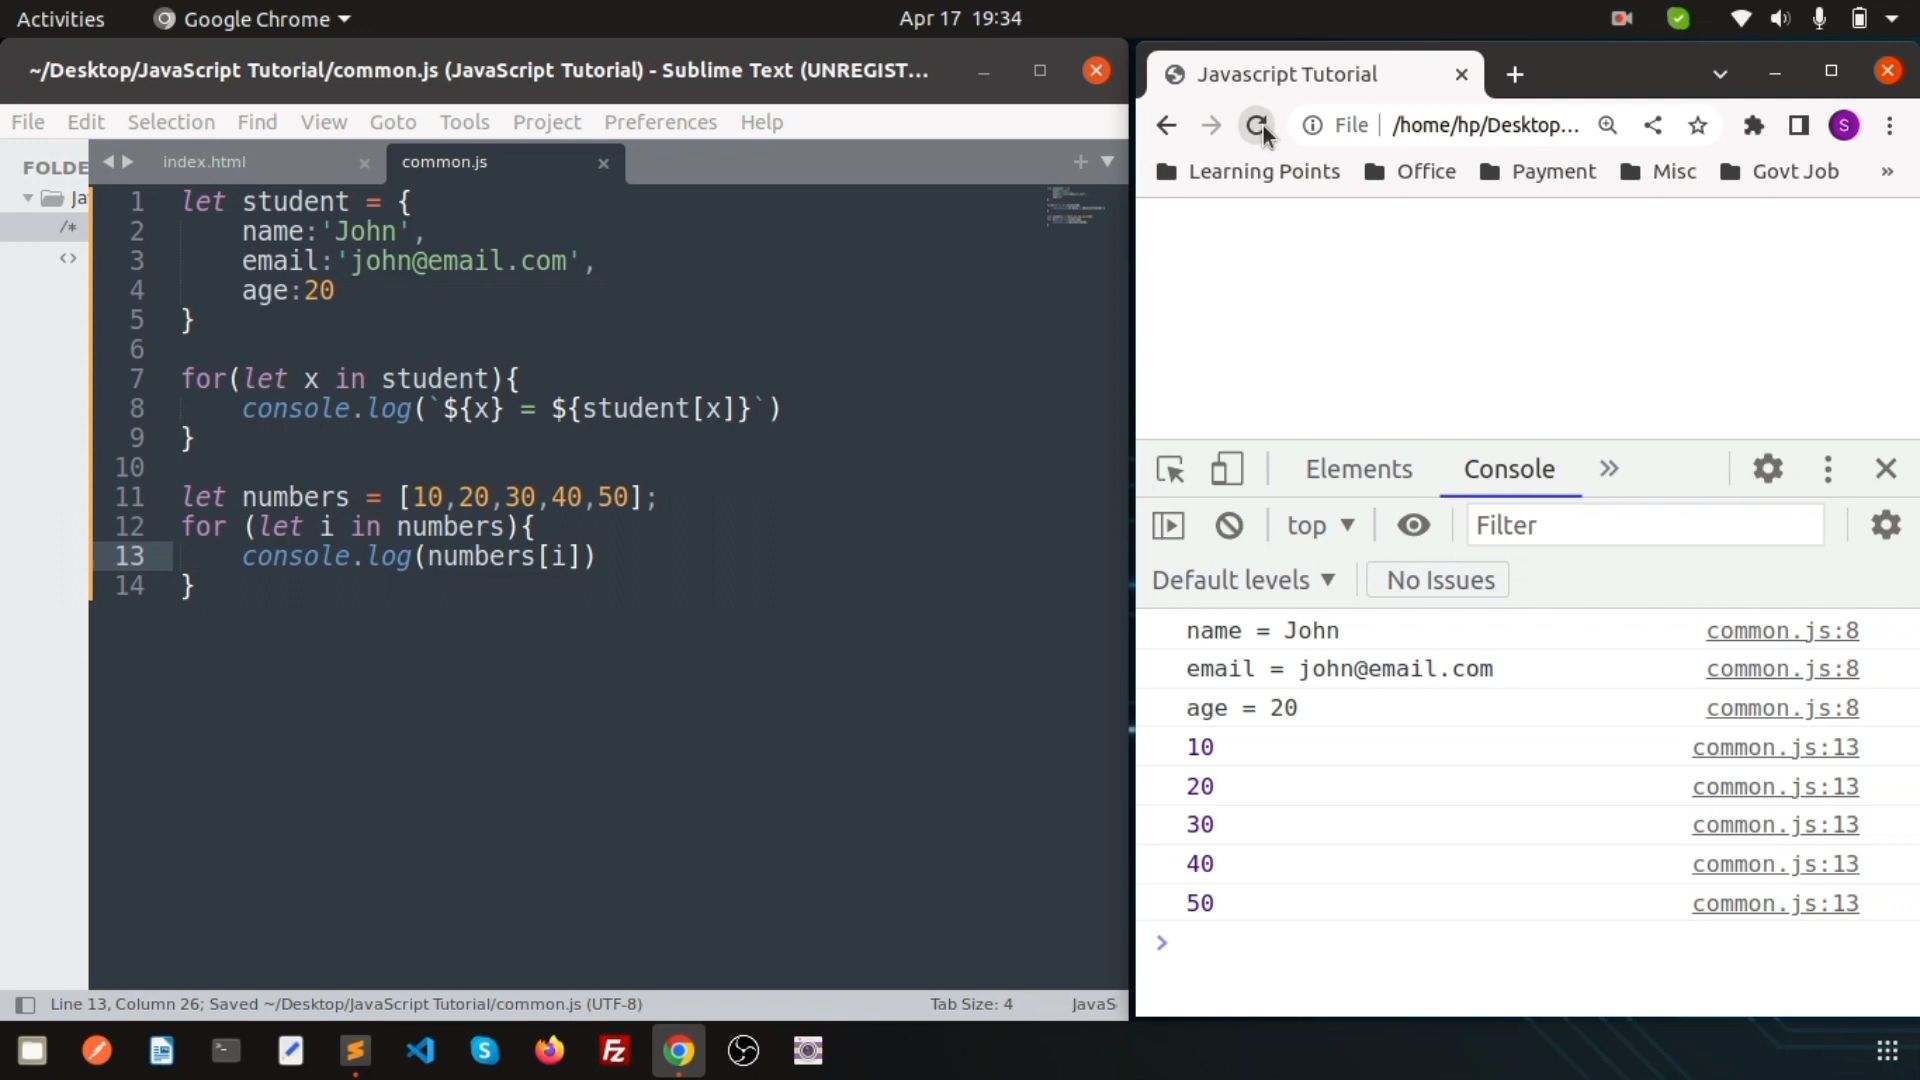 Activities
Google Chrome
Apr 17 19:34
~/Desktop/JavaScript Tutorial/common.js (JavaScript Tutorial) - Sublime Text (UNREGIST...
File Edit Selection Find View Goto Tools Project Preferences Help
FOLDE
Ja
/*
<>
index.html
common.js
1 let student = {
2 name:'John',
3 email:'john@email.com',
4 age:20
5 }
6
7 for(let x in student){
8 console.log(`${x} = ${student[x]}`)
9 }
10
11 let numbers = [10,20,30,40,50];
12 for (let i in numbers){
13 console.log(numbers[i])
14 }
Line 13, Column 26; Saved ~/Desktop/JavaScript Tutorial/common.js (UTF-8)
Tab Size: 4
JavaS
Javascript Tutorial
File /home/hp/Desktop...
S
Learning Points Office Payment Misc Govt Job »
Elements Console »
top Filter
Default levels No Issues
name = John common.js:8
email = john@email.com common.js:8
age = 20 common.js:8
10 common.js:13
20 common.js:13
30 common.js:13
40 common.js:13
50 common.js:13
>